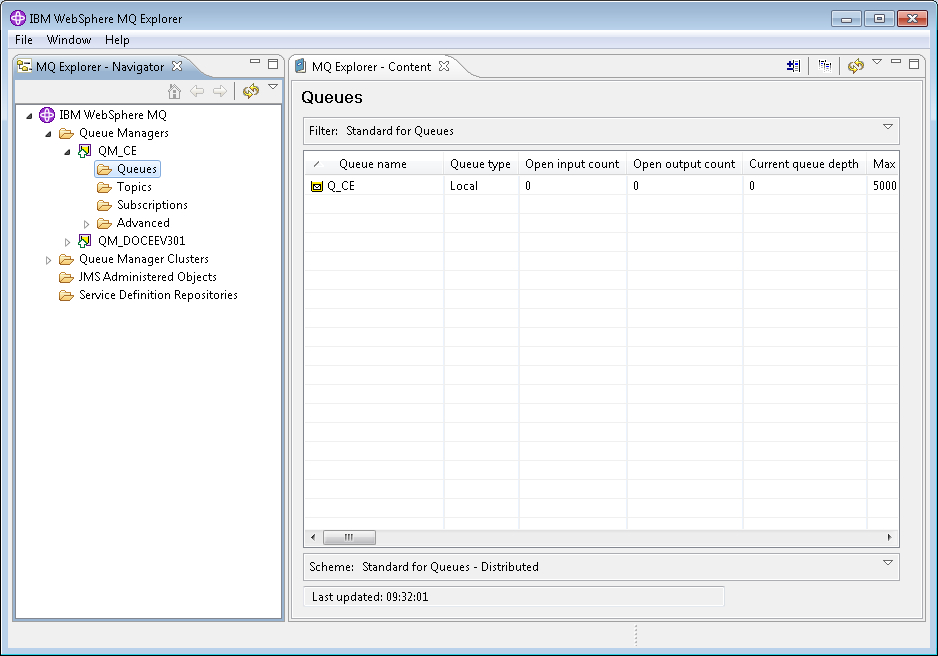 IBM WebSphere MQ Explorer
File Window Help
MQ Explorer - Navigator
IBM WebSphere MQ
Queue Managers
QM_CE
Queues
Topics
Subscriptions
Advanced
QM_DOCEEV301
Queue Manager Clusters
JMS Administered Objects
Service Definition Repositories
MQ Explorer - Content
Queues
Filter: Standard for Queues
Queue name Queue type Open input count Open output count Current queue depth Max
Q_CE Local 0 0 0 5000
Scheme: Standard for Queues - Distributed
Last updated: 09:32:01